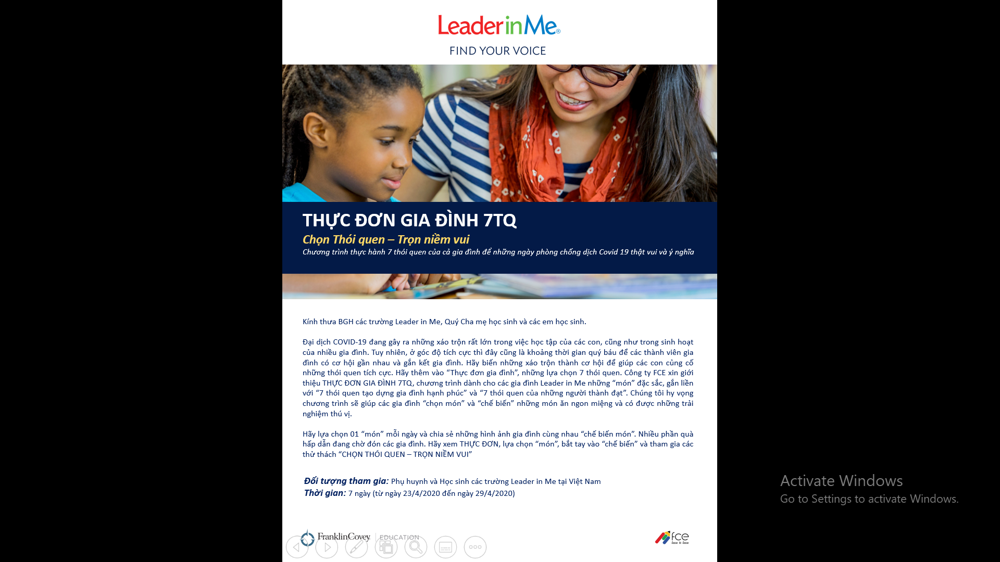 LeaderinMe®
FIND YOUR VOICE
THỰC ĐƠN GIA ĐÌNH 7TQ
Chọn Thói quen – Trọn niềm vui
Chương trình thực hành 7 thói quen của cả gia đình để những ngày phòng chống dịch Covid 19 thật vui và ý nghĩa
Kính thưa BGH các trường Leader in Me, Quý Cha mẹ học sinh và các em học sinh.
Đại dịch COVID-19 đang gây ra những xáo trộn rất lớn trong việc học tập của các con, cũng như trong sinh hoạt
của nhiều gia đình. Tuy nhiên, ở góc độ tích cực thì đây cũng là khoảng thời gian quý báu để các thành viên gia
đình có cơ hội gần nhau và gắn kết gia đình. Hãy biến những xáo trộn thành cơ hội để giúp các con củng cố
những thói quen tích cực. Hãy thêm vào “Thực đơn gia đình”, những lựa chọn 7 thói quen. Công ty FCE xin giới
thiệu THỰC ĐƠN GIA ĐÌNH 7TQ, chương trình dành cho các gia đình Leader in Me những “món” đặc sắc, gắn liền
với “7 thói quen tạo dựng gia đình hạnh phúc” và “7 thói quen của những người thành đạt”. Chúng tôi hy vọng
chương trình sẽ giúp các gia đình “chọn món” và “chế biến” những món ăn ngon miệng và có được những trải
nghiệm thú vị.
Hãy lựa chọn 01 “món” mỗi ngày và chia sẻ những hình ảnh gia đình cùng nhau “chế biến món”. Nhiều phần quà
hấp dẫn đang chờ đón các gia đình. Hãy xem THỰC ĐƠN, lựa chọn “món”, bắt tay vào “chế biến” và tham gia các
thử thách “CHỌN THÓI QUEN – TRỌN NIỀM VUI”
Đối tượng tham gia: Phụ huynh và Học sinh các trường Leader in Me tại Việt Nam
Thời gian: 7 ngày (từ ngày 23/4/2020 đến ngày 29/4/2020)
FranklinCovey EDUCATION
fce
learn to learn
Activate Windows
Go to Settings to activate Windows.